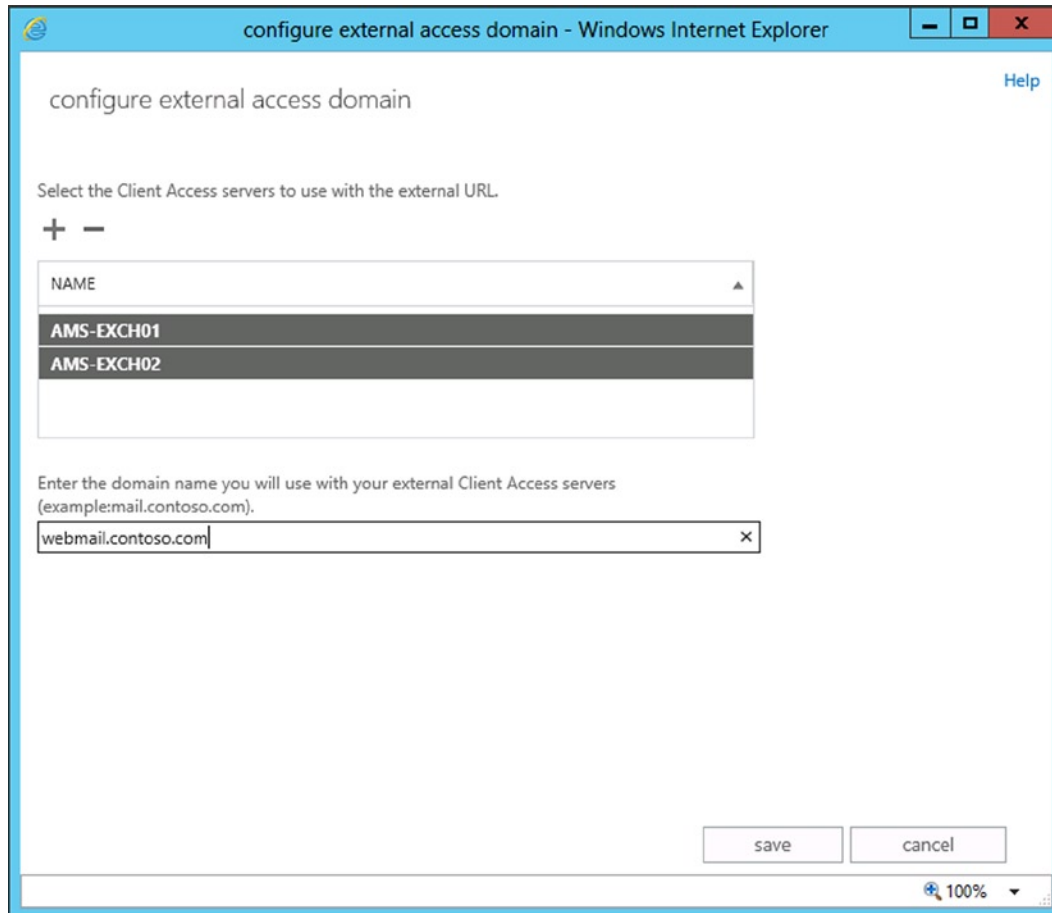 configure external access domain - Windows Internet Explorer
Help
configure external access domain
Select the Client Access servers to use with the external URL.
NAME
AMS-EXCH01
AMS-EXCH02
Enter the domain name you will use with your external Client Access servers
(example:mail.contoso.com).
webmail.contoso.com
save cancel
100%